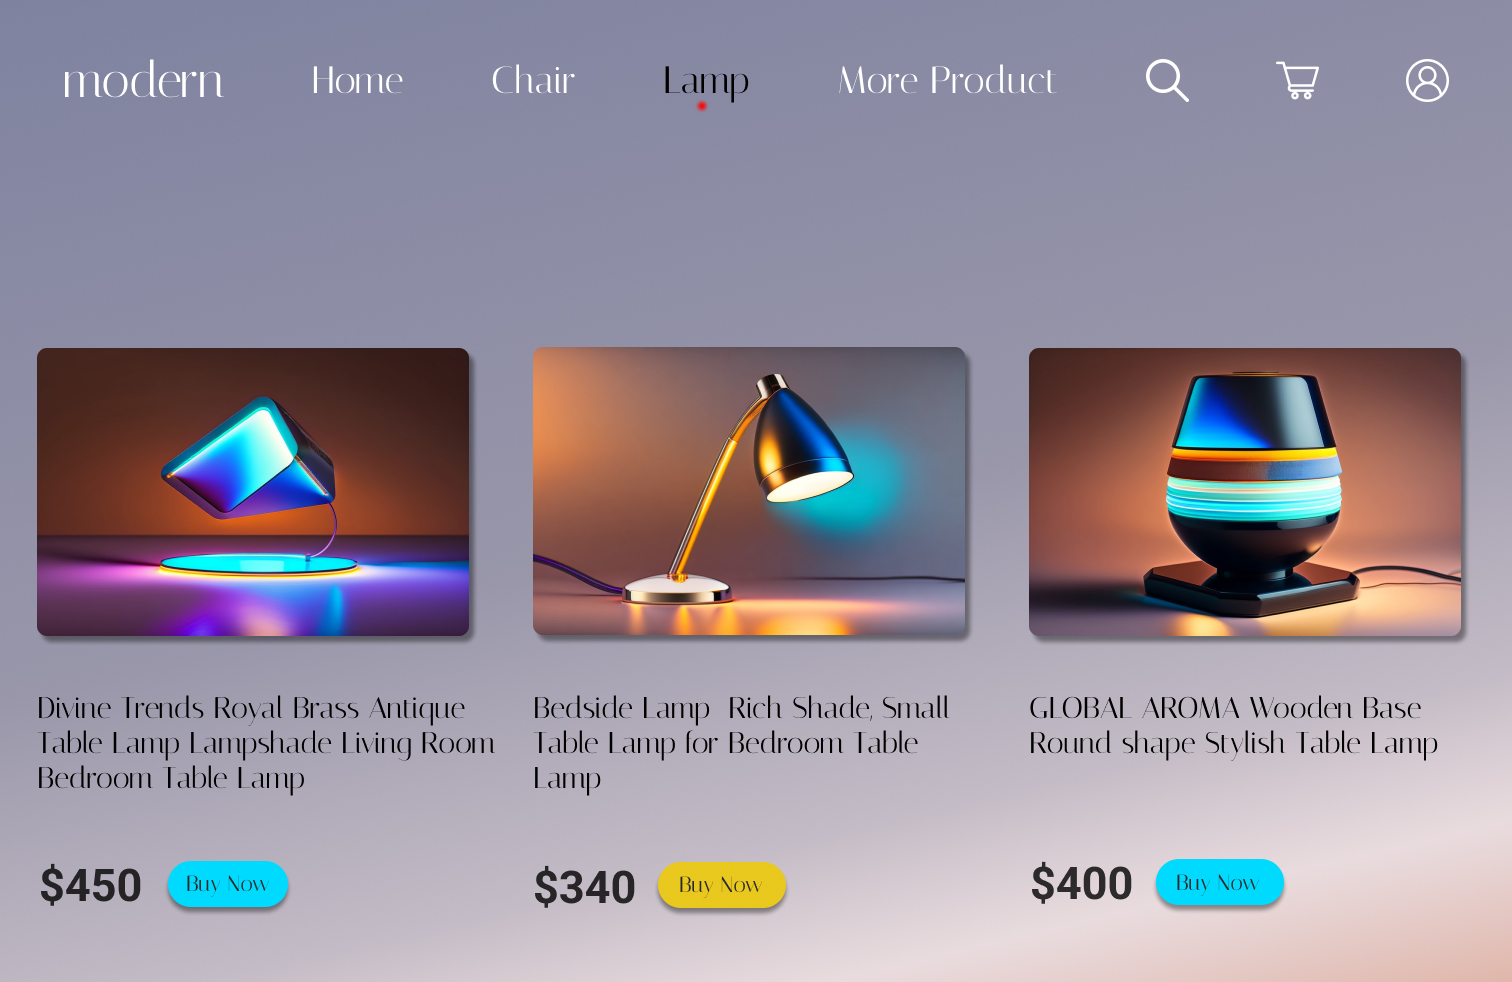 modern Home Chair Lamp More Product
Divine Trends Royal Brass Antique
Table Lamp Lampshade Living Room
Bedroom Table Lamp
Bedside Lamp Rich Shade, Small
Table Lamp for Bedroom Table
Lamp
GLOBAL AROMA Wooden Base
Round shape Stylish Table Lamp
$450 Buy Now
$340 Buy Now
$400 Buy Now